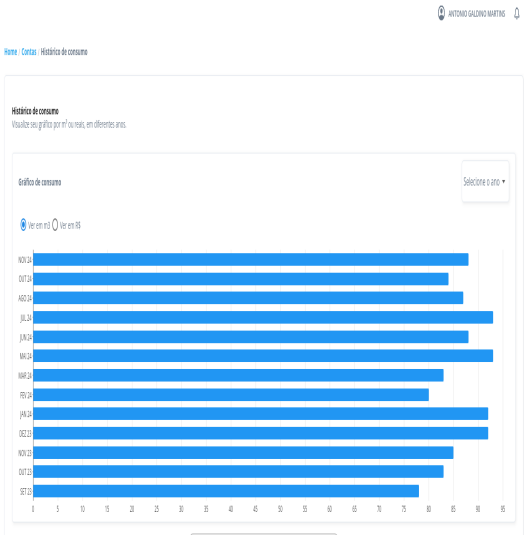 ANTONIO GALDINO MARTINS
Home / Contas / Histórico de consumo
Histórico de consumo
Visualize seu gráfico por m³ ou reais, em diferentes anos.
Gráfico de consumo
Selecione o ano
Ver em m3 Ver em R$
NOV 24
OUT 24
AGO 24
JUL 24
JUN 24
MAI 24
MAR 24
FEV 24
JAN 24
DEZ 23
NOV 23
OUT 23
SET 23
0 5 10 15 20 25 30 35 40 45 50 55 60 65 70 75 80 85 90 95